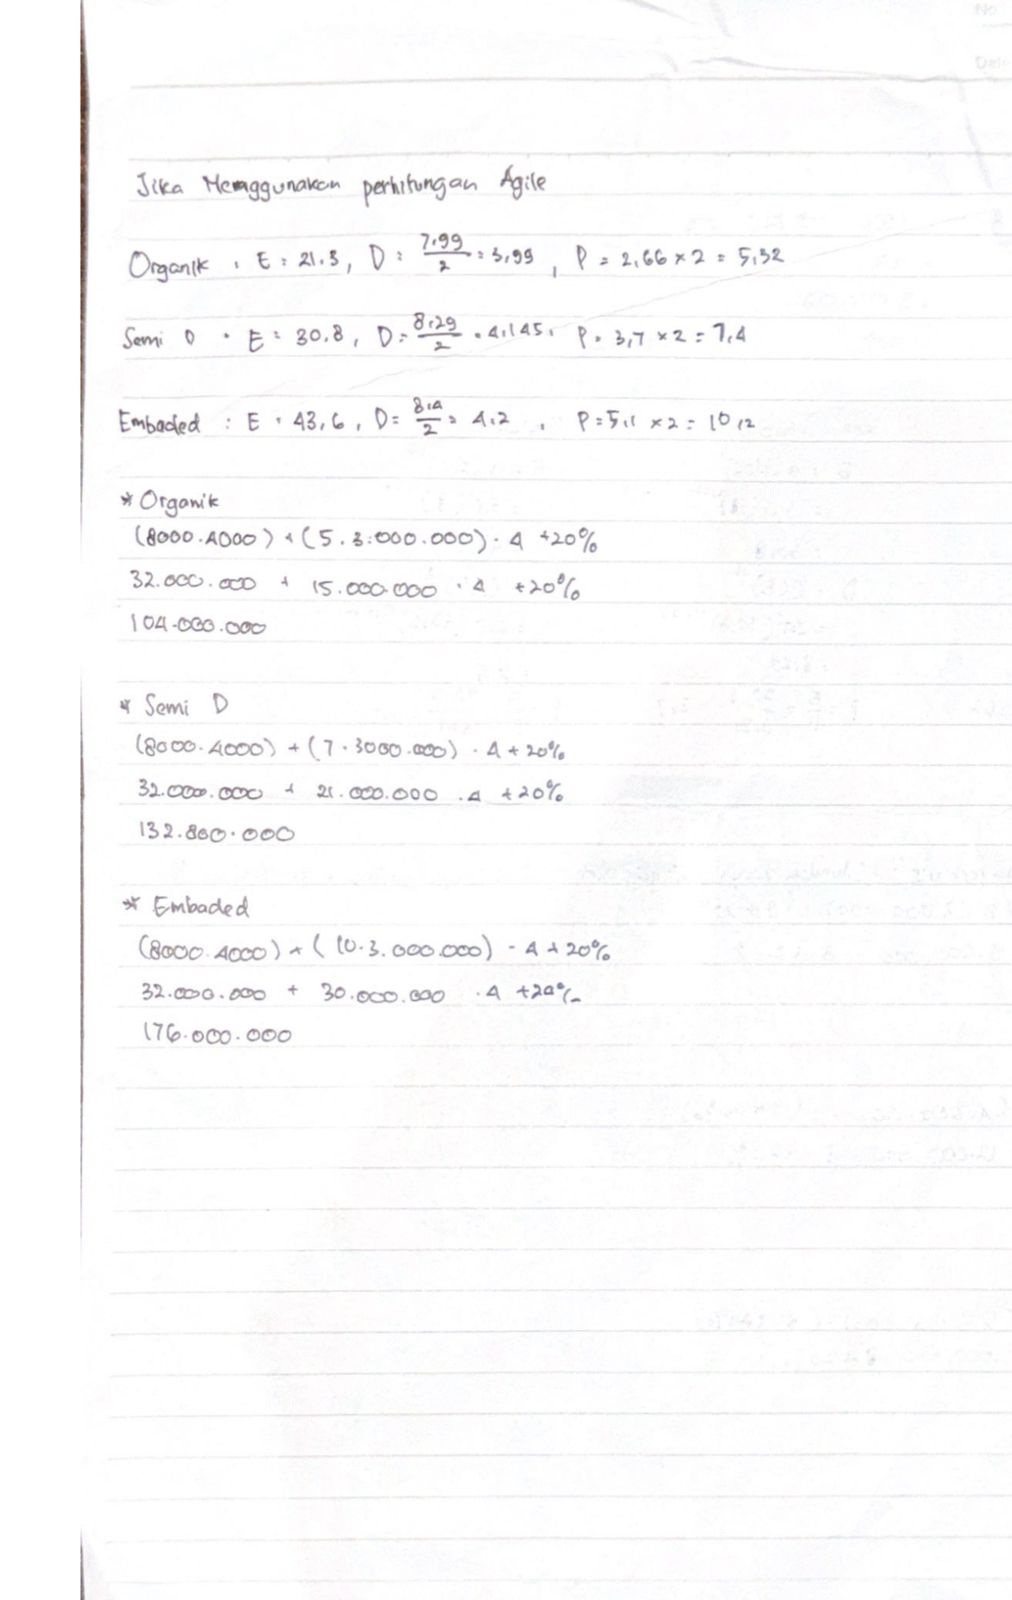 No
Date
Jika Menggunakan perhitungan Agile
Organik : E = 21.3, D = 7,99/2 = 3,99, P = 2,66 x 2 = 5,32
Semi D : E = 30.8, D = 8,29/2 = 4,145, P = 3,7 x 2 = 7,4
Embaded : E = 43,6, D = 8,4/2 = 4,2, P = 5,1 x 2 = 10,2
* Organik
(8000.4000) + (5.3.000.000) . 4 +20%
32.000.000 + 15.000.000 . 4 +20%
104.000.000
* Semi D
(8000.4000) + (7.3000.000) . 4 + 20%
32.000.000 + 21.000.000 .4 +20%
132.800.000
* Embaded
(8000.4000) + (10.3.000.000) . 4 + 20%
32.000.000 + 30.000.000 .4 +20%
176.000.000